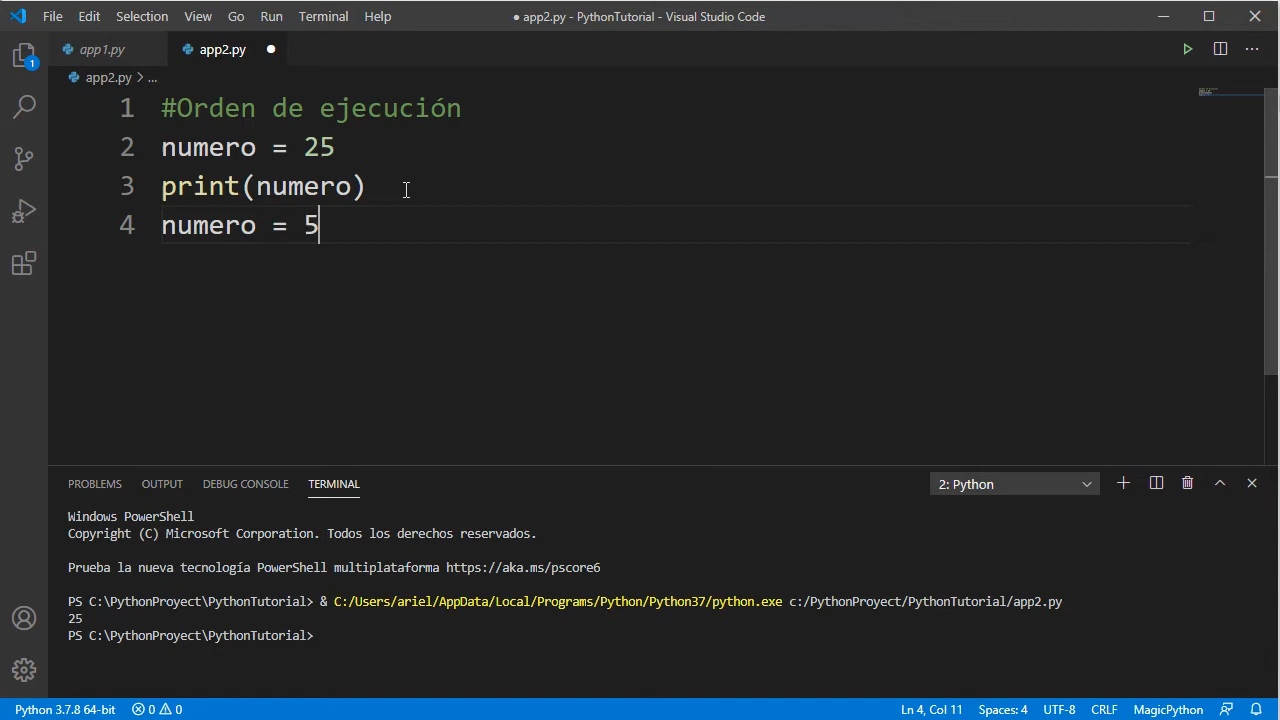 File Edit Selection View Go Run Terminal Help ● app2.py - PythonTutorial - Visual Studio Code
app1.py app2.py
app2.py > ...
1 #Orden de ejecución
2 numero = 25
3 print(numero)
4 numero = 5
PROBLEMS OUTPUT DEBUG CONSOLE TERMINAL 2: Python
Windows PowerShell
Copyright (C) Microsoft Corporation. Todos los derechos reservados.
Prueba la nueva tecnología PowerShell multiplataforma https://aka.ms/pscore6
PS C:\PythonProyect\PythonTutorial> & C:/Users/ariel/AppData/Local/Programs/Python/Python37/python.exe c:/PythonProyect/PythonTutorial/app2.py
25
PS C:\PythonProyect\PythonTutorial>
1
Python 3.7.8 64-bit 0 0 Ln 4, Col 11 Spaces: 4 UTF-8 CRLF MagicPython